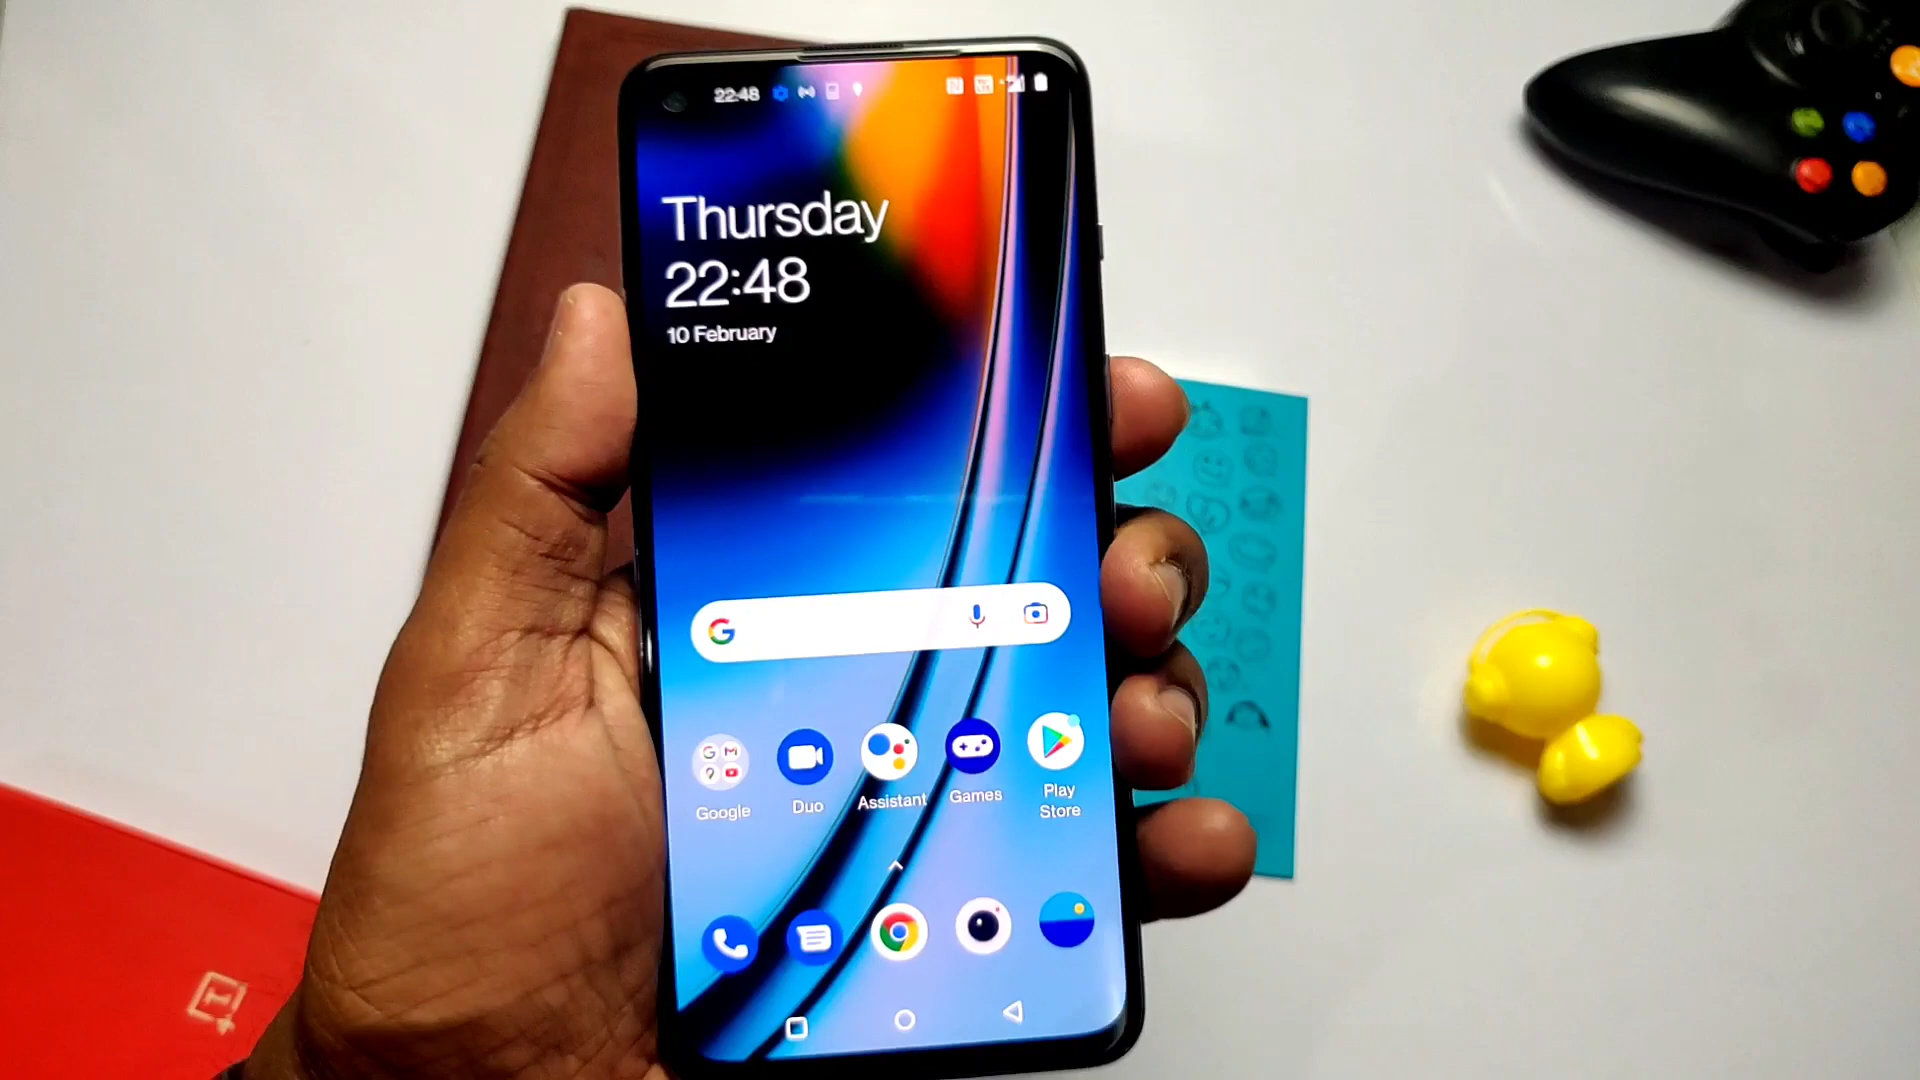 22:48
Thursday
22:48
10 February
Google
Duo
Assistant
Games
Play
Store